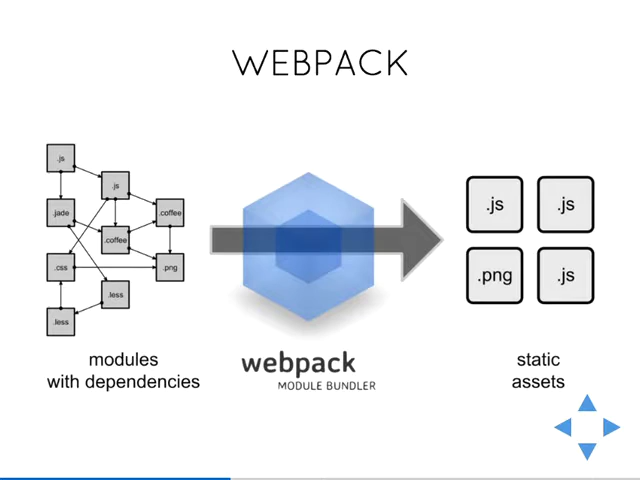 WEBPACK
.js
.js
.jade
.coffee
.coffee
.css
.png
.less
.less
modules
with dependencies
webpack
MODULE BUNDLER
.js
.js
.png
.js
static
assets